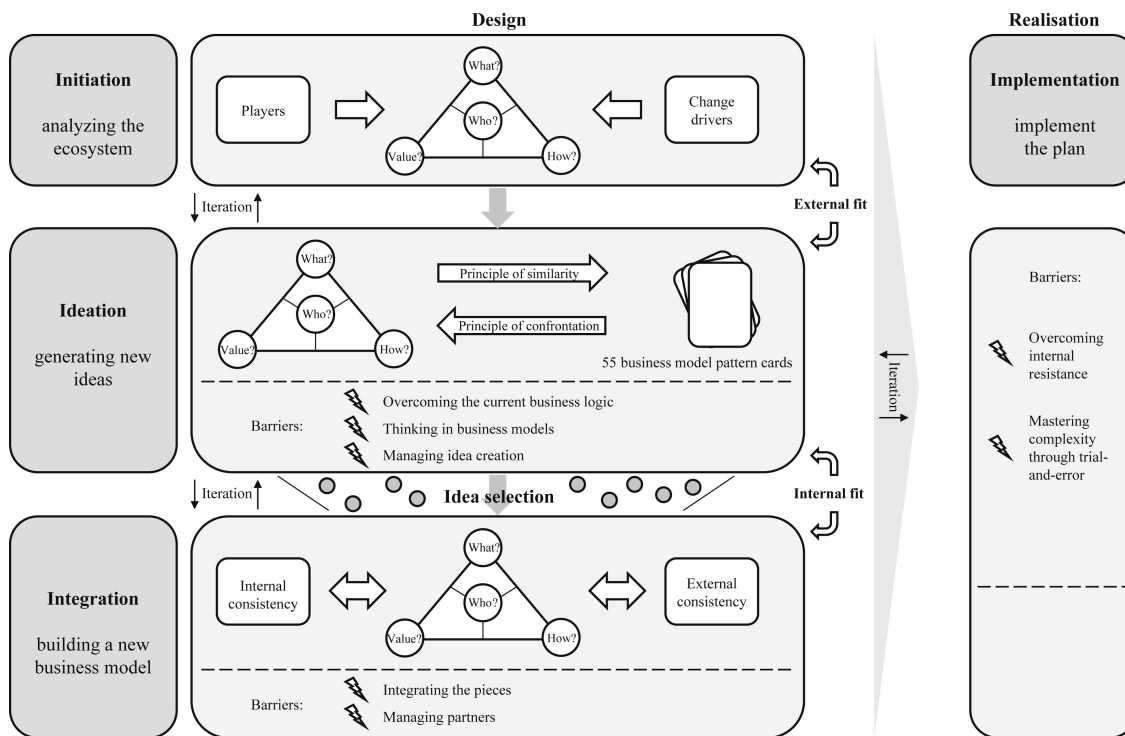 Design
Realisation
Initiation
analyzing the
ecosystem
Players
What?
Who?
Value?
How?
Change
drivers
Implementation
implement
the plan
Iteration
External fit
Ideation
generating new
ideas
What?
Who?
Value?
How?
Principle of similarity
Principle of confrontation
55 business model pattern cards
Barriers:
Overcoming the current business logic
Thinking in business models
Managing idea creation
Iteration
Barriers:
Overcoming
internal
resistance
Mastering
complexity
through trial-
and-error
Iteration
Idea selection
Internal fit
Integration
building a new
business model
Internal
consistency
What?
Who?
Value?
How?
External
consistency
Barriers:
Integrating the pieces
Managing partners